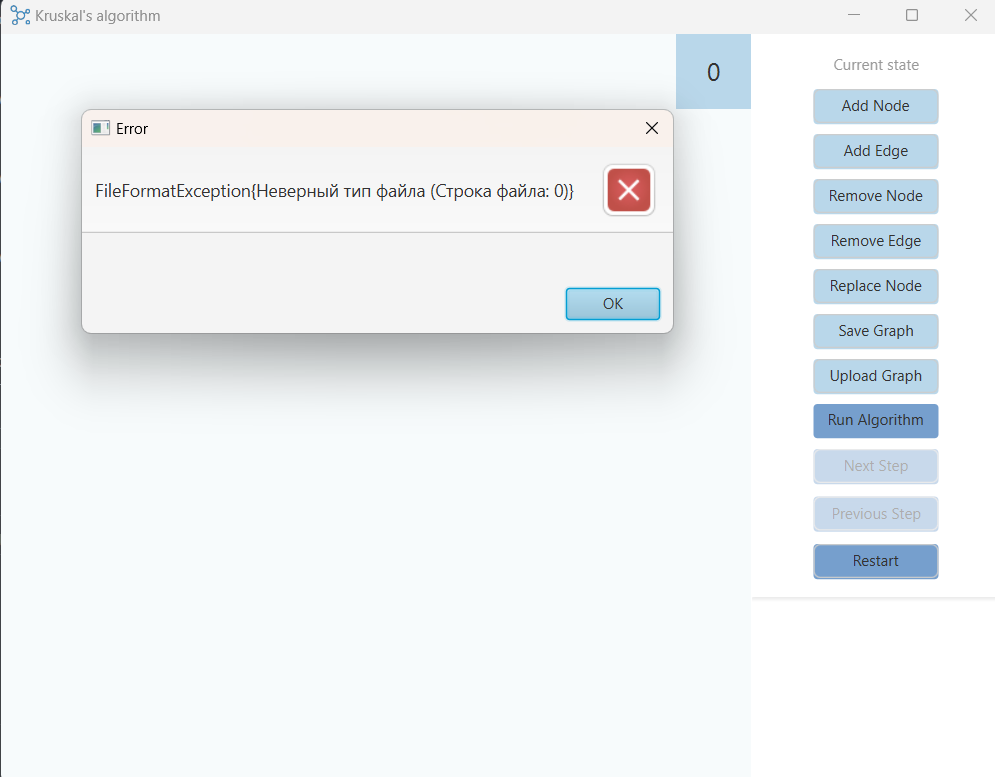 Kruskal's algorithm
0
Current state
Error
FileFormatException{Неверный тип файла (Строка файла: 0)}
OK
Add Node
Add Edge
Remove Node
Remove Edge
Replace Node
Save Graph
Upload Graph
Run Algorithm
Next Step
Previous Step
Restart